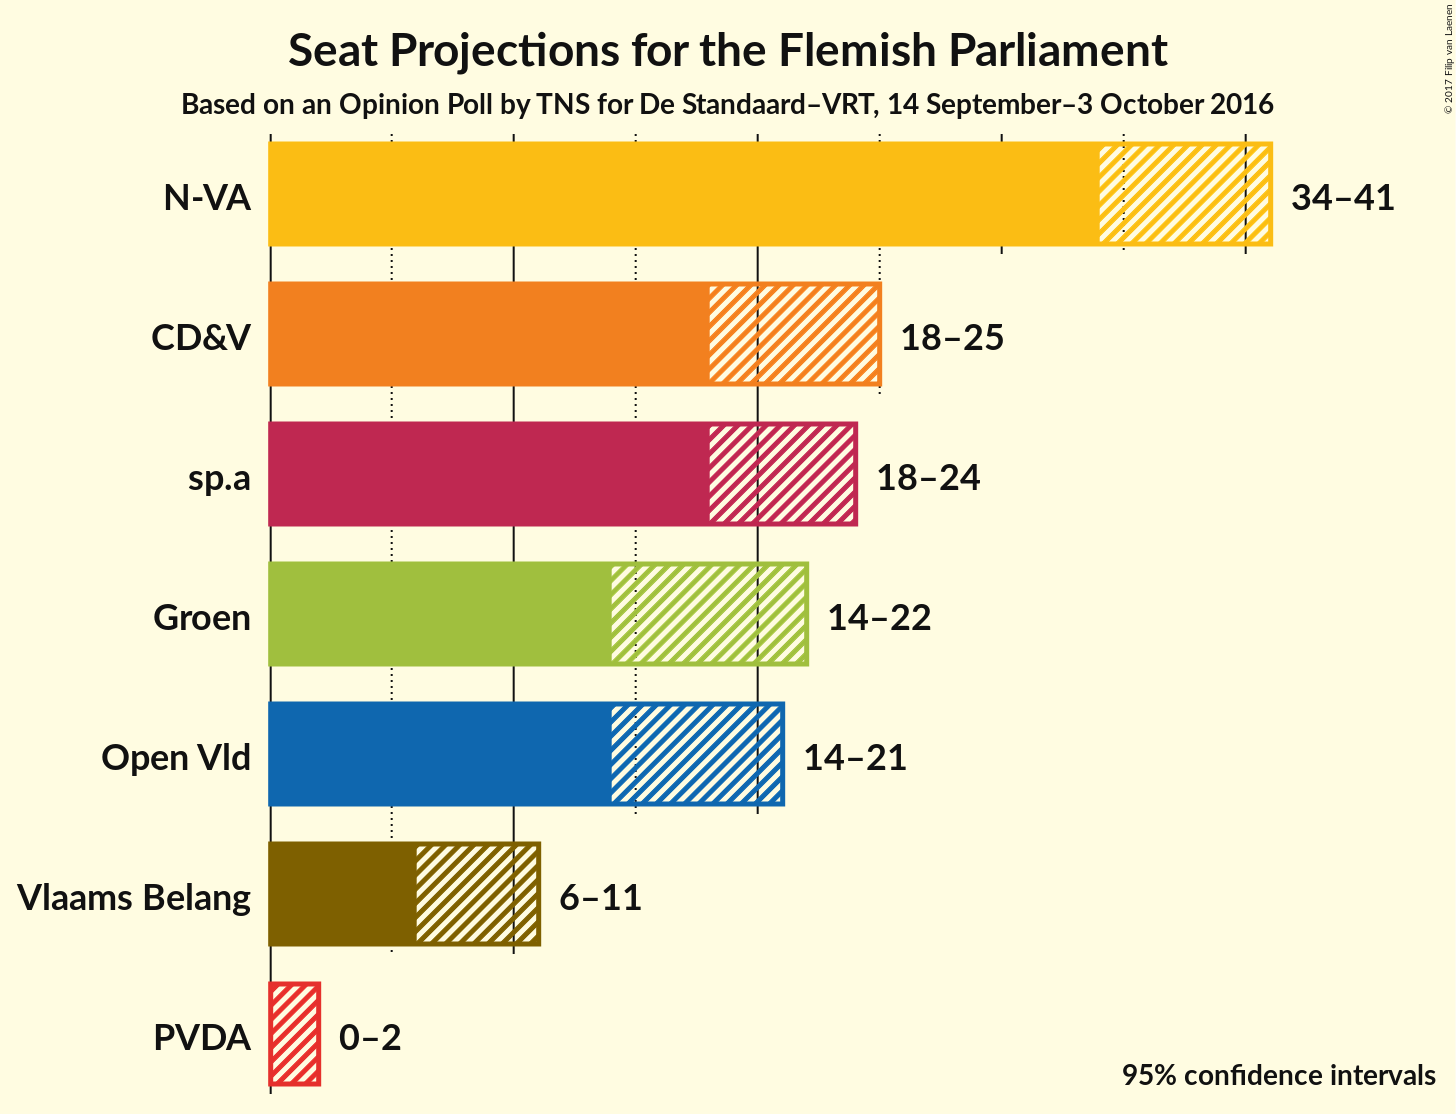 Seat Projections for the Flemish Parliament
Based on an Opinion Poll by TNS for De Standaard–VRT, 14 September–3 October 2016
© 2017 Filip van Laenen
N-VA 34–41
CD&V 18–25
sp.a 18–24
Groen 14–22
Open Vld 14–21
Vlaams Belang 6–11
PVDA 0–2
95% confidence intervals